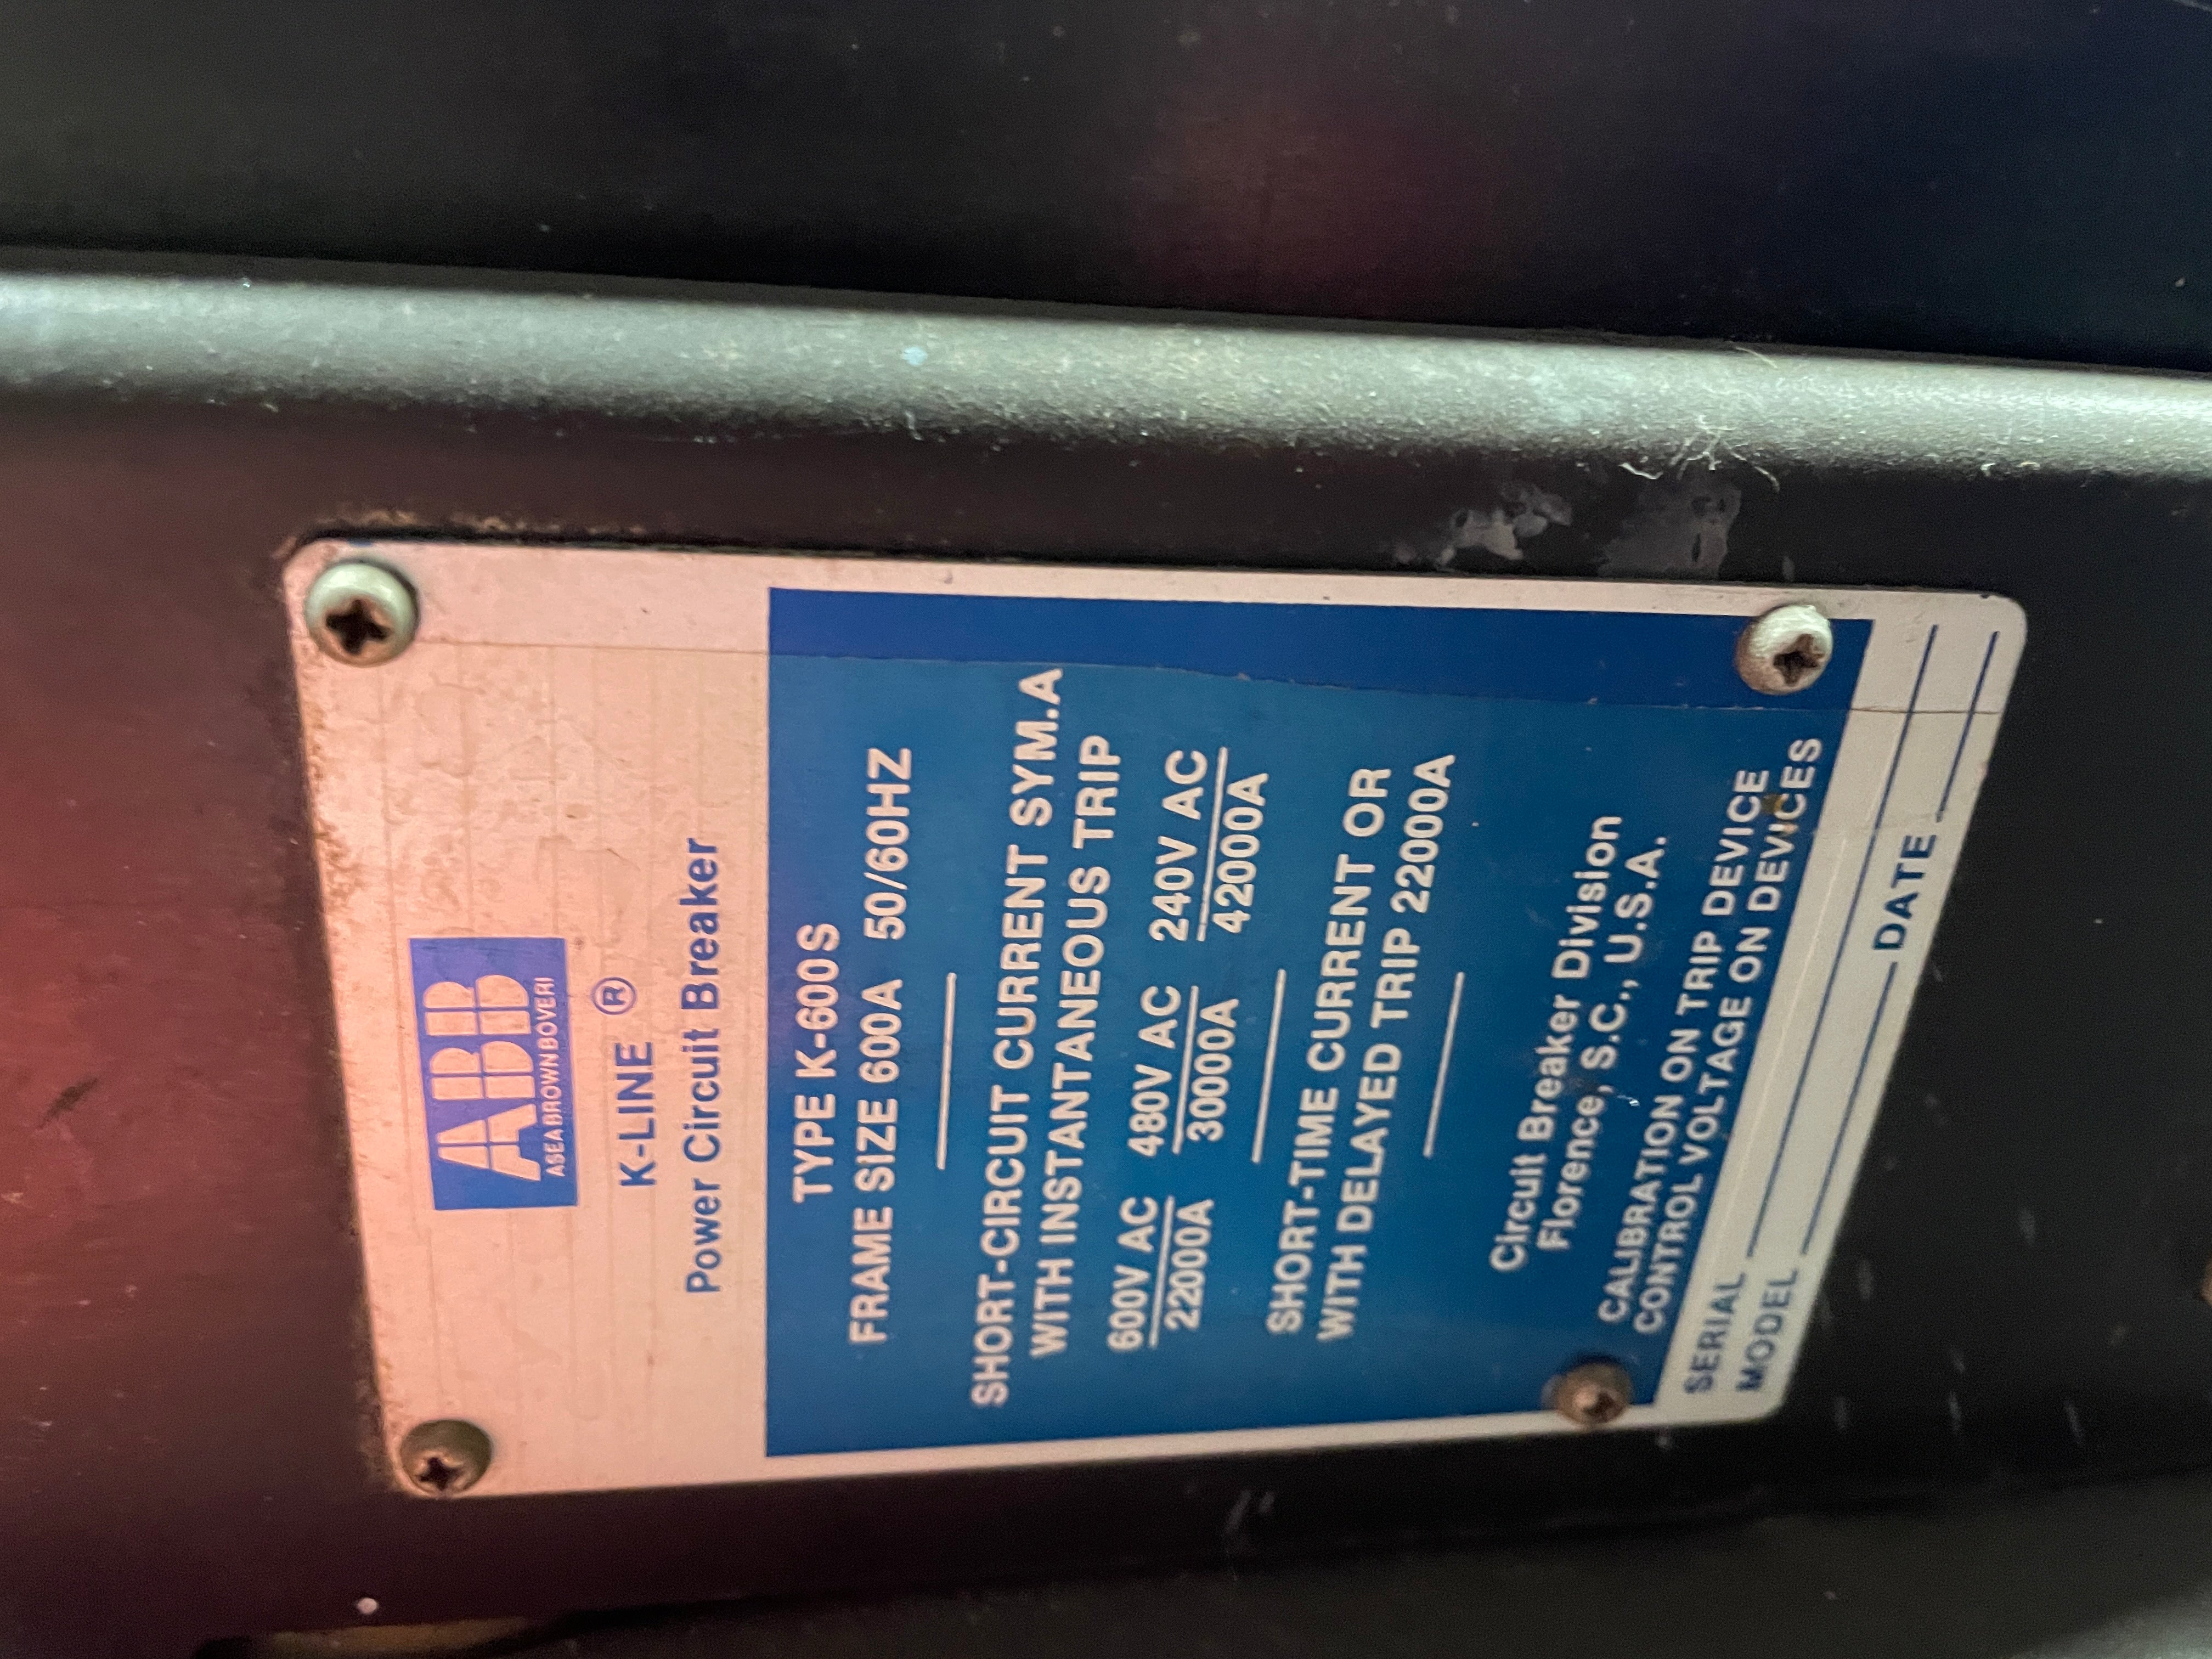 ABB
ASEA BROWN BOVERI
K-LINE ®
Power Circuit Breaker
TYPE K-600S
FRAME SIZE 600A 50/60HZ
SHORT-CIRCUIT CURRENT SYM.A
WITH INSTANTANEOUS TRIP
600V AC 480V AC 240V AC
22000A 30000A 42000A
SHORT-TIME CURRENT OR
WITH DELAYED TRIP 22000A
Circuit Breaker Division
Florence, S.C., U.S.A.
CALIBRATION ON TRIP DEVICE
CONTROL VOLTAGE ON DEVICES
SERIAL
MODEL DATE